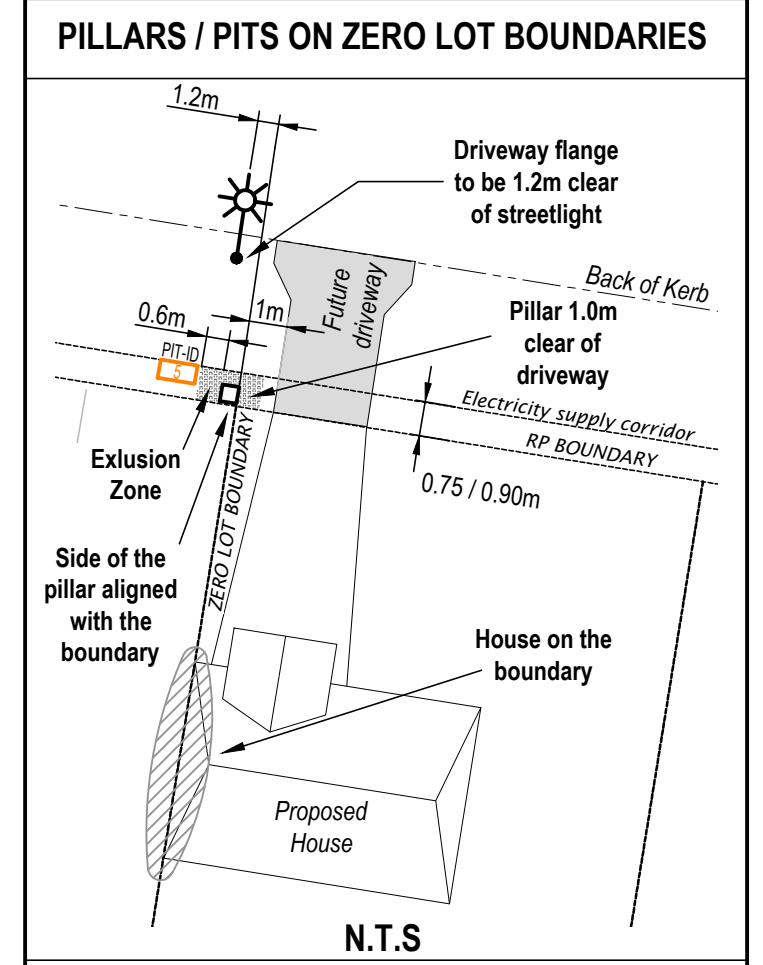 PILLARS / PITS ON ZERO LOT BOUNDARIES
1.2m
Driveway flange
to be 1.2m clear
of streetlight
Back of Kerb
Future
driveway
0.6m
1m
Pillar 1.0m
clear of
driveway
PIT-ID
5
Electricity supply corridor
RP BOUNDARY
Exlusion
Zone
0.75 / 0.90m
ZERO LOT BOUNDARY
Side of the
pillar aligned
with the
boundary
House on the
boundary
Proposed
House
N.T.S